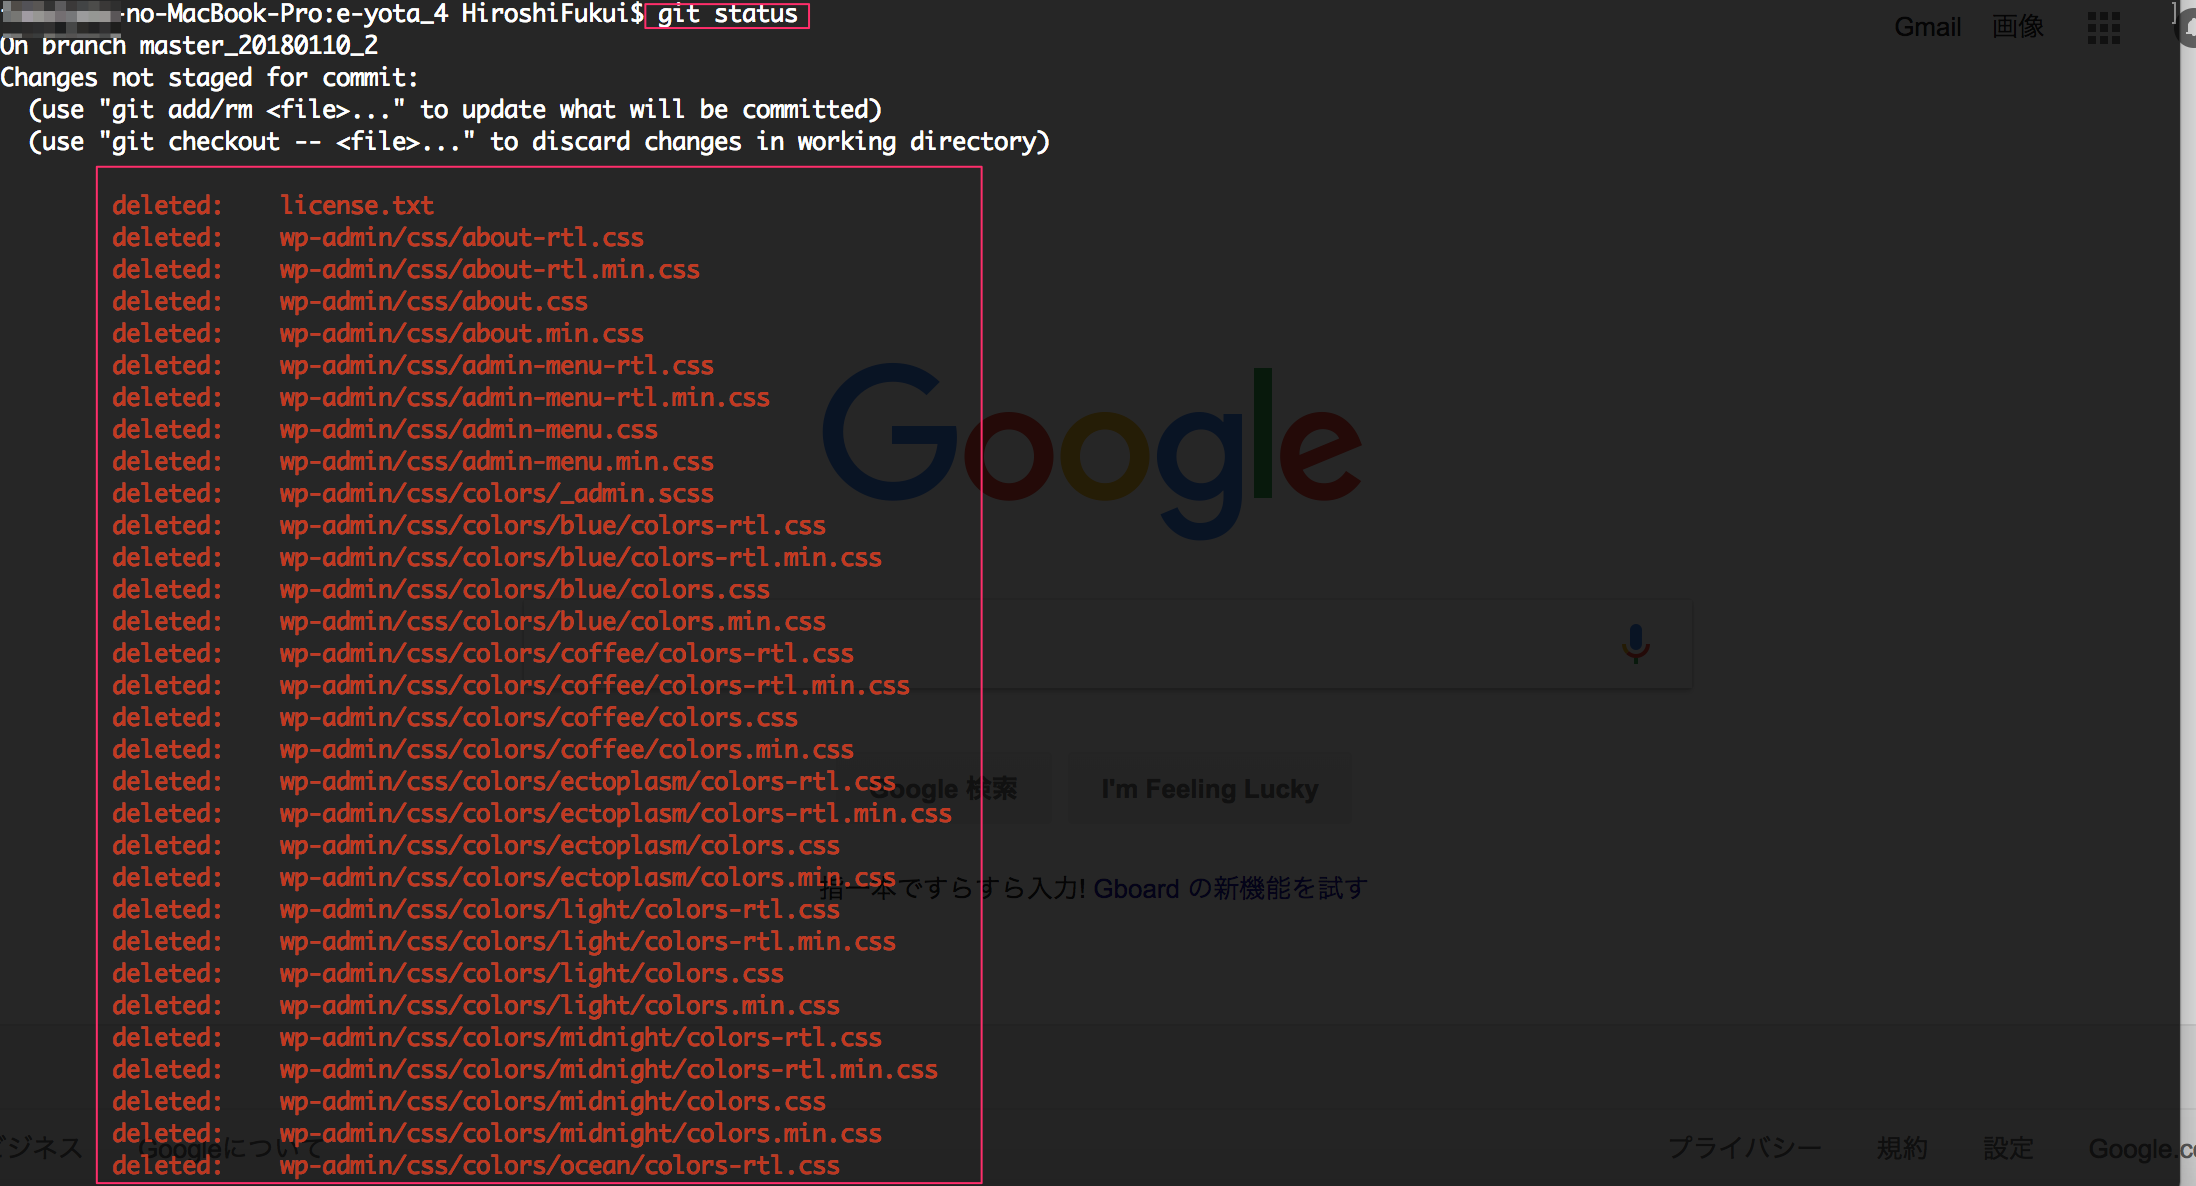 -no-MacBook-Pro:e-yota_4 HiroshiFukui$ git status
Gmail 画像
On branch master_20180110_2
Changes not staged for commit:
(use "git add/rm <file>..." to update what will be committed)
(use "git checkout -- <file>..." to discard changes in working directory)
deleted: license.txt
deleted: wp-admin/css/about-rtl.css
deleted: wp-admin/css/about-rtl.min.css
deleted: wp-admin/css/about.css
deleted: wp-admin/css/about.min.css
deleted: wp-admin/css/admin-menu-rtl.css
deleted: wp-admin/css/admin-menu-rtl.min.css
deleted: wp-admin/css/admin-menu.css
deleted: wp-admin/css/admin-menu.min.css
Google
deleted: wp-admin/css/colors/_admin.scss
deleted: wp-admin/css/colors/blue/colors-rtl.css
deleted: wp-admin/css/colors/blue/colors-rtl.min.css
deleted: wp-admin/css/colors/blue/colors.css
deleted: wp-admin/css/colors/blue/colors.min.css
deleted: wp-admin/css/colors/coffee/colors-rtl.css
deleted: wp-admin/css/colors/coffee/colors-rtl.min.css
deleted: wp-admin/css/colors/coffee/colors.css
deleted: wp-admin/css/colors/coffee/colors.min.css
deleted: wp-admin/css/colors/ectoplasm/colors-rtl.css
Google 検索 I'm Feeling Lucky
deleted: wp-admin/css/colors/ectoplasm/colors-rtl.min.css
deleted: wp-admin/css/colors/ectoplasm/colors.css
deleted: wp-admin/css/colors/ectoplasm/colors.min.css
指一本ですらすら入力! Gboard の新機能を試す
deleted: wp-admin/css/colors/light/colors-rtl.css
deleted: wp-admin/css/colors/light/colors-rtl.min.css
deleted: wp-admin/css/colors/light/colors.css
deleted: wp-admin/css/colors/light/colors.min.css
deleted: wp-admin/css/colors/midnight/colors-rtl.css
deleted: wp-admin/css/colors/midnight/colors-rtl.min.css
deleted: wp-admin/css/colors/midnight/colors.css
deleted: wp-admin/css/colors/midnight/colors.min.css
ビジネス Googleについて プライバシー 規約 設定 Google.c
deleted: wp-admin/css/colors/ocean/colors-rtl.css